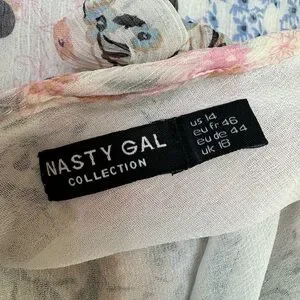 NASTY GAL
COLLECTION
us 14
eu fr 46
eu de 44
uk 18